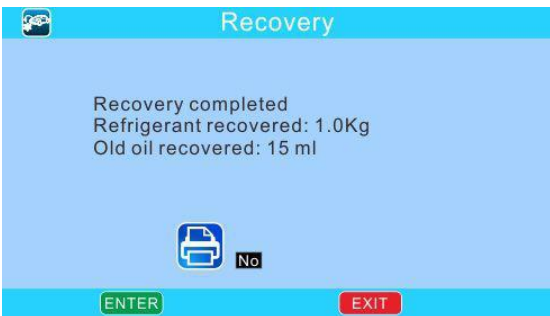 Recovery
Recovery completed
Refrigerant recovered: 1.0Kg
Old oil recovered: 15 ml
No
ENTER
EXIT